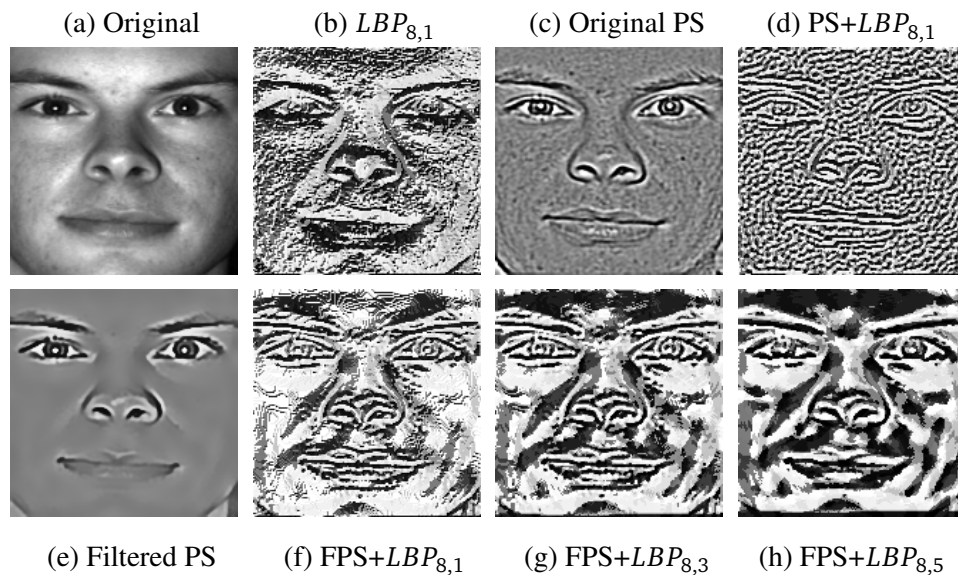 (a) Original (b) LBP8,1 (c) Original PS (d) PS+LBP8,1
(e) Filtered PS (f) FPS+LBP8,1 (g) FPS+LBP8,3 (h) FPS+LBP8,5